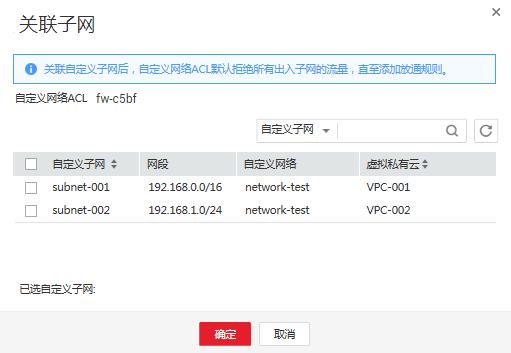 关联子网
关联自定义子网后，自定义网络ACL默认拒绝所有出入子网的流量，直至添加放通规则。
自定义网络ACL fw-c5bf
自定义子网
自定义子网 网段 自定义网络 虚拟私有云
subnet-001 192.168.0.0/16 network-test VPC-001
subnet-002 192.168.1.0/24 network-test VPC-002
已选自定义子网:
确定 取消